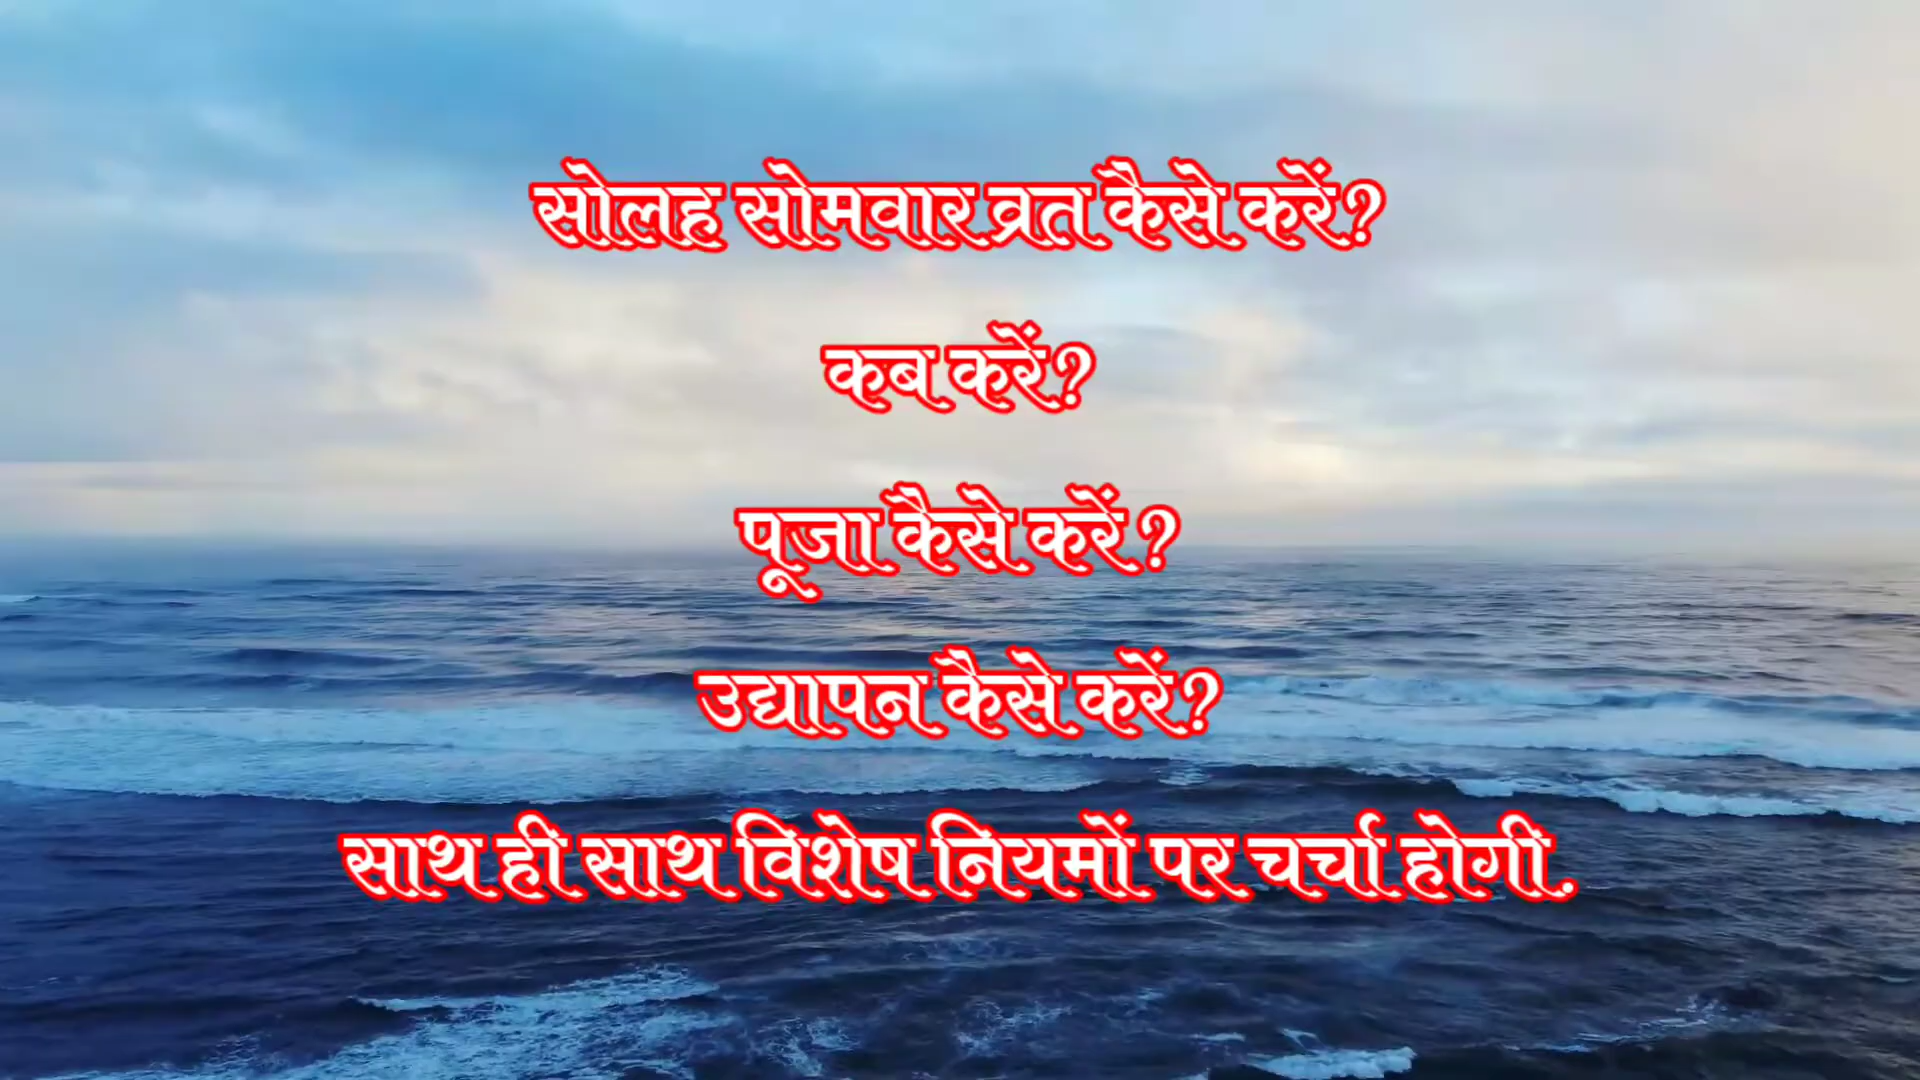 सोलह सोमवार व्रत कैसे करें?
कब करें?
पूजा कैसे करें ?
उद्यापन कैसे करें?
साथ ही साथ विशेष नियमों पर चर्चा होगी.